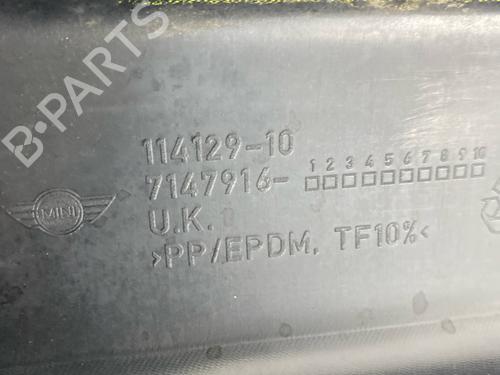 B-PARTS
114129-10
7147916- 1 2 3 4 5 6 7 8 9 10
MINI
U.K.
>PP/EPDM, TF10%<